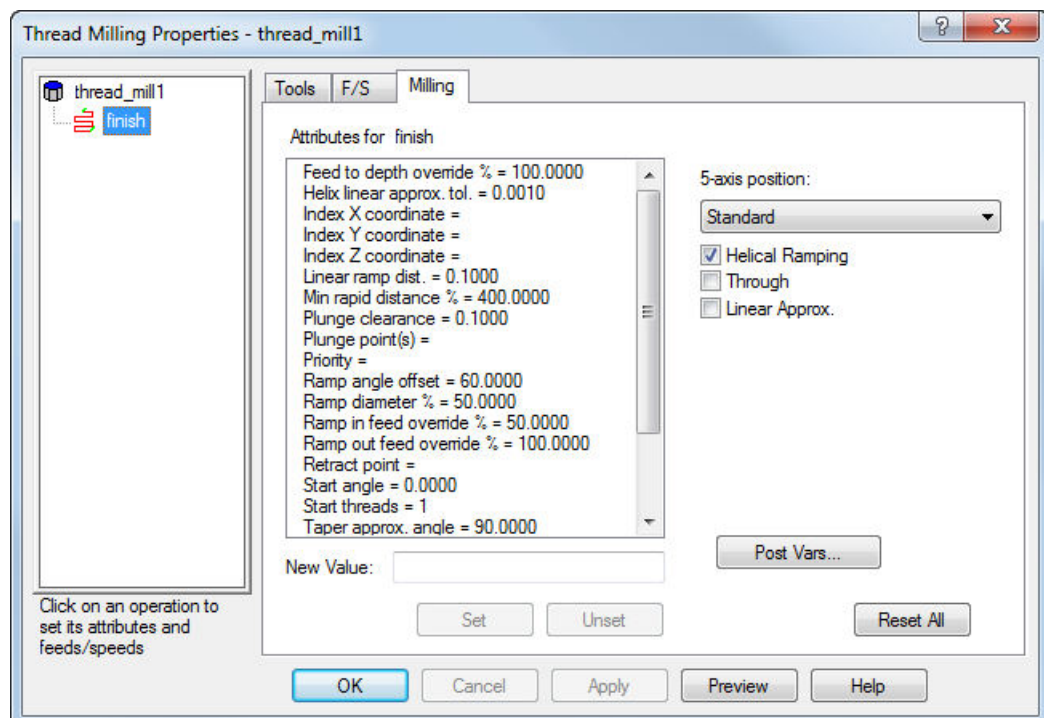 Thread Milling Properties - thread_mill1
thread_mill1
finish
Click on an operation to
set its attributes and
feeds/speeds
Tools
F/S
Milling
Attributes for finish
Feed to depth override % = 100.0000
Helix linear approx. tol. = 0.0010
Index X coordinate =
Index Y coordinate =
Index Z coordinate =
Linear ramp dist. = 0.1000
Min rapid distance % = 400.0000
Plunge clearance = 0.1000
Plunge point(s) =
Priority =
Ramp angle offset = 60.0000
Ramp diameter % = 50.0000
Ramp in feed override % = 50.0000
Ramp out feed override % = 100.0000
Retract point =
Start angle = 0.0000
Start threads = 1
Taper approx. angle = 90.0000
New Value:
Set
Unset
5-axis position:
Standard
Helical Ramping
Through
Linear Approx.
Post Vars...
Reset All
OK
Cancel
Apply
Preview
Help